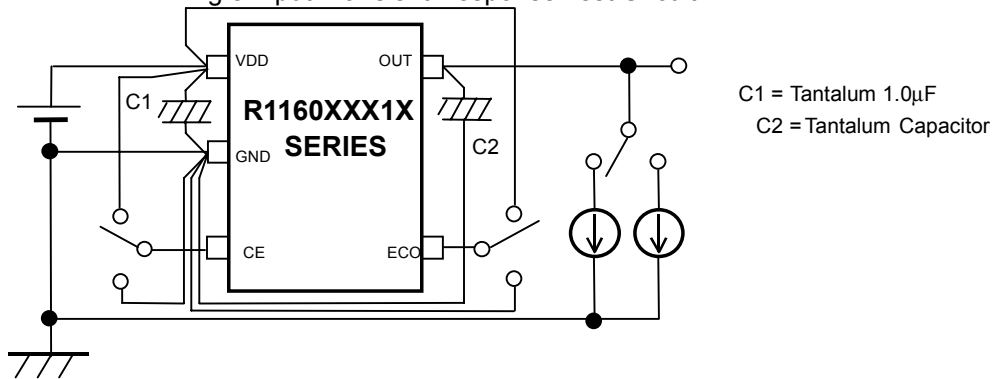 VDD
OUT
C1
R1160XXX1X
SERIES
GND
C2
CE
ECO
C1 = Tantalum 1.0μF
C2 = Tantalum Capacitor